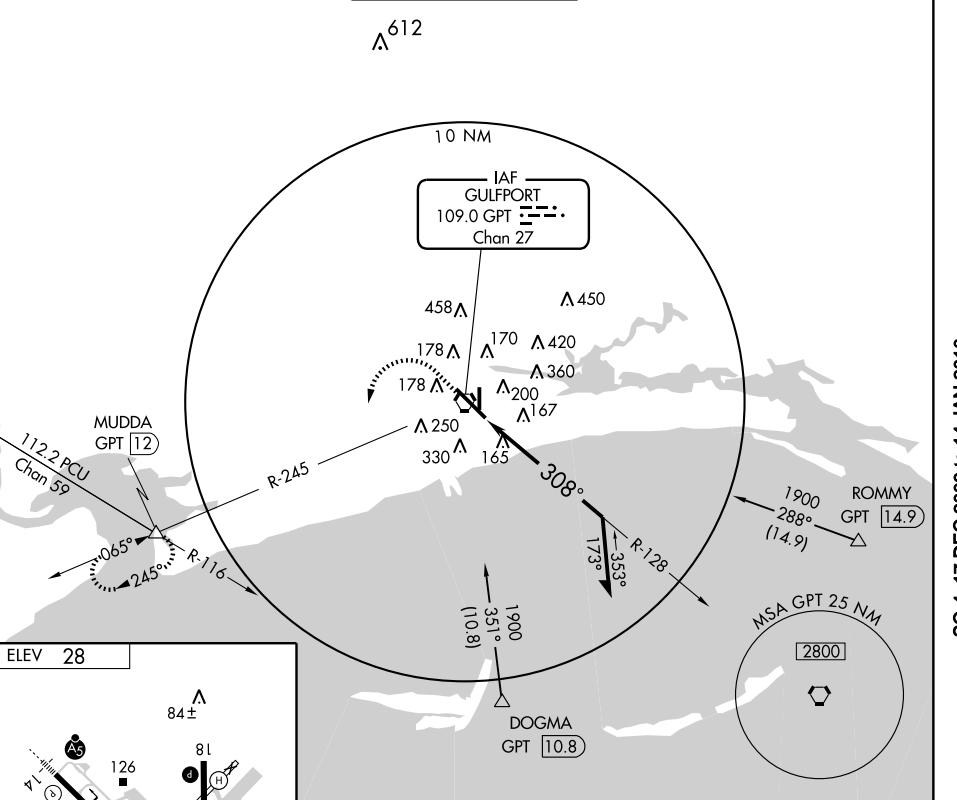 612
10 NM
IAF
GULFPORT
109.0 GPT
Chan 27
458
450
178
170
420
178
360
200
167
250
330
165
MUDDA
GPT 12
112.2 PCU
Chan 59
R-245
308°
065°
245°
R-116
R-128
173°
353°
1900
288°
(14.9)
ROMMY
GPT 14.9
1900
351°
(10.8)
DOGMA
GPT 10.8
MSA GPT 25 NM
2800
ELEV 28
84±
A5
126
18
14
P
P
H